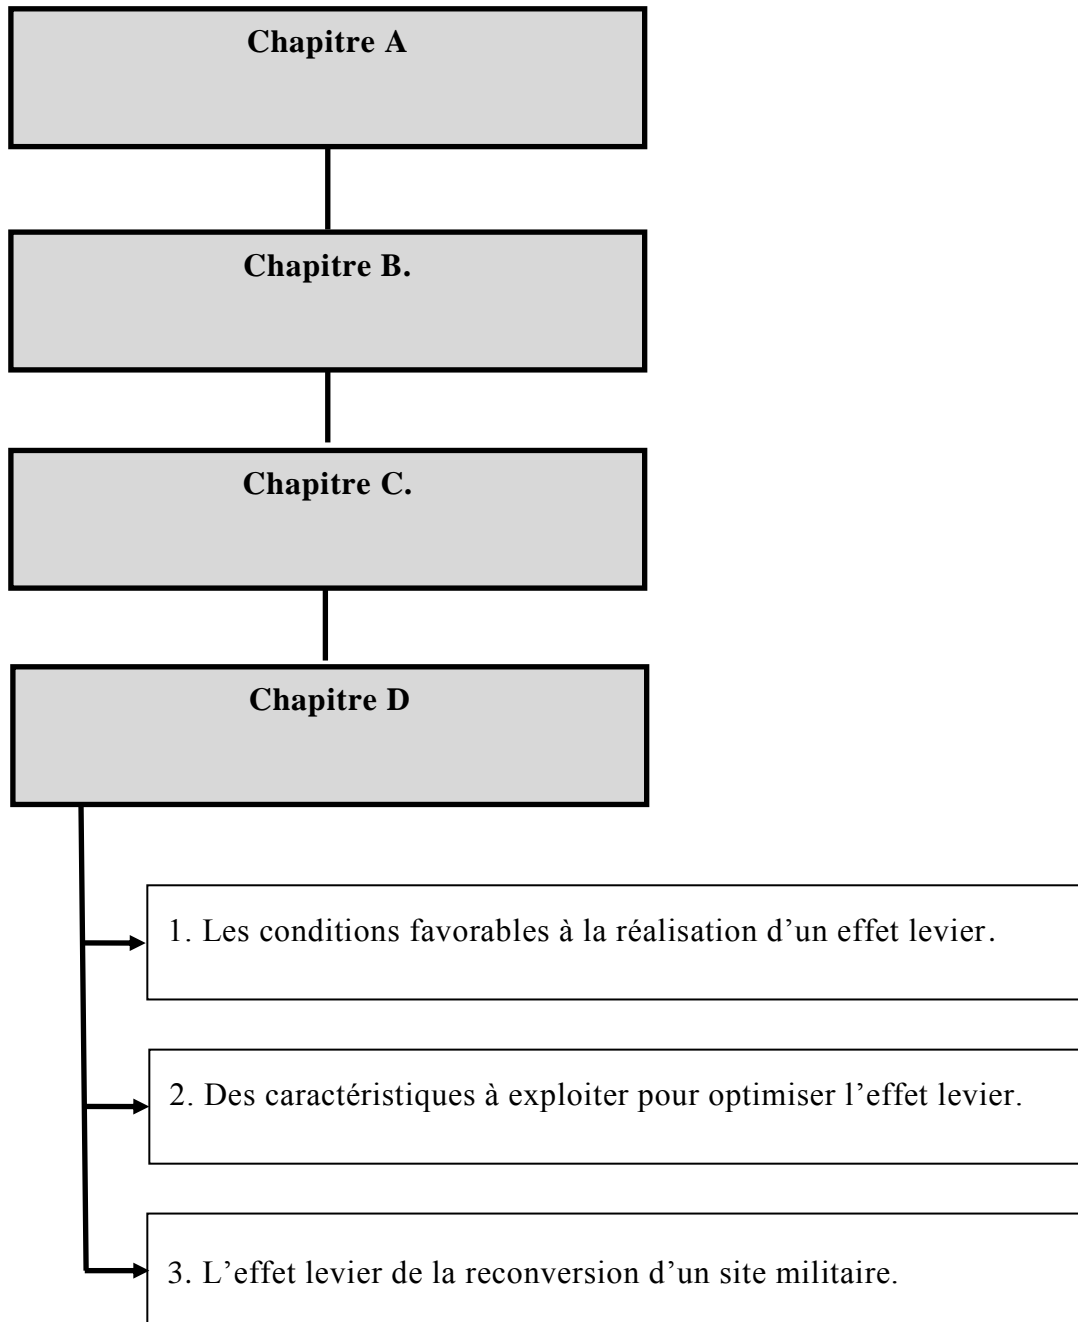 Chapitre A
Chapitre B.
Chapitre C.
Chapitre D
1. Les conditions favorables à la réalisation d’un effet levier.
2. Des caractéristiques à exploiter pour optimiser l’effet levier.
3. L’effet levier de la reconversion d’un site militaire.